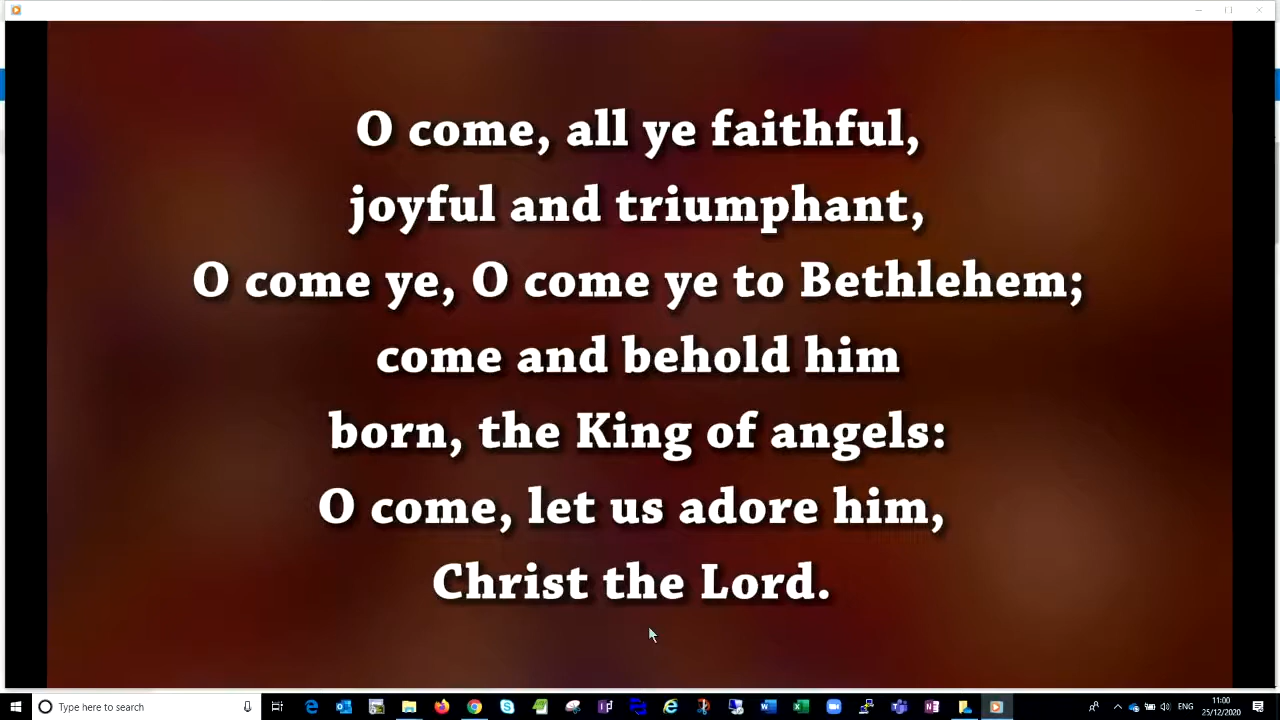 O come, all ye faithful,
joyful and triumphant,
O come ye, O come ye to Bethlehem;
come and behold him
born, the King of angels:
O come, let us adore him,
Christ the Lord.
Type here to search
ENG
11:00
25/12/2020